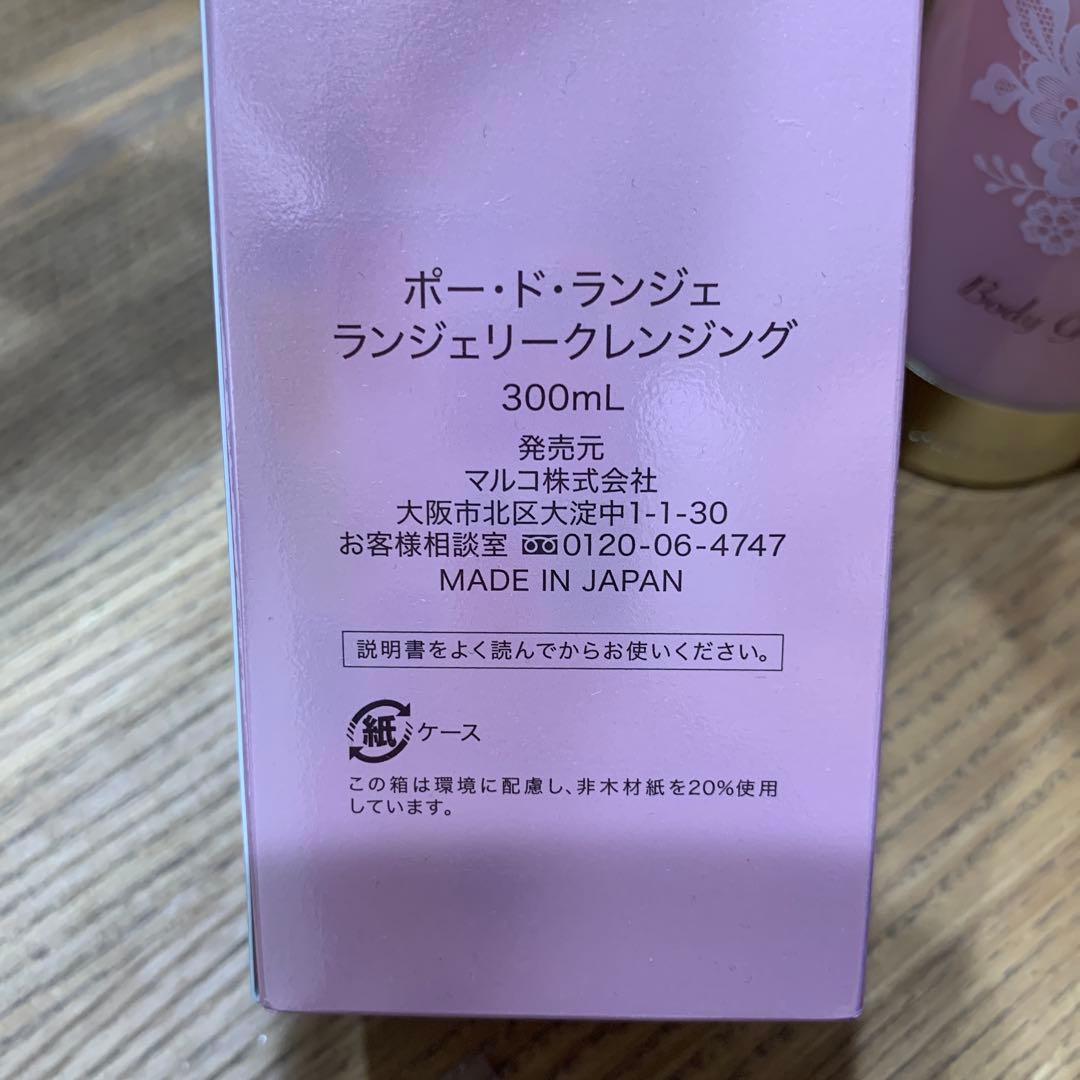 ポー・ド・ランジェ
ランジェリークレンジング
300mL
発売元
マルコ株式会社
大阪市北区大淀中1-1-30
お客様相談室 0120-06-4747
MADE IN JAPAN
説明書をよく読んでからお使いください。
紙 ケース
この箱は環境に配慮し、非木材紙を20%使用
しています。
Body